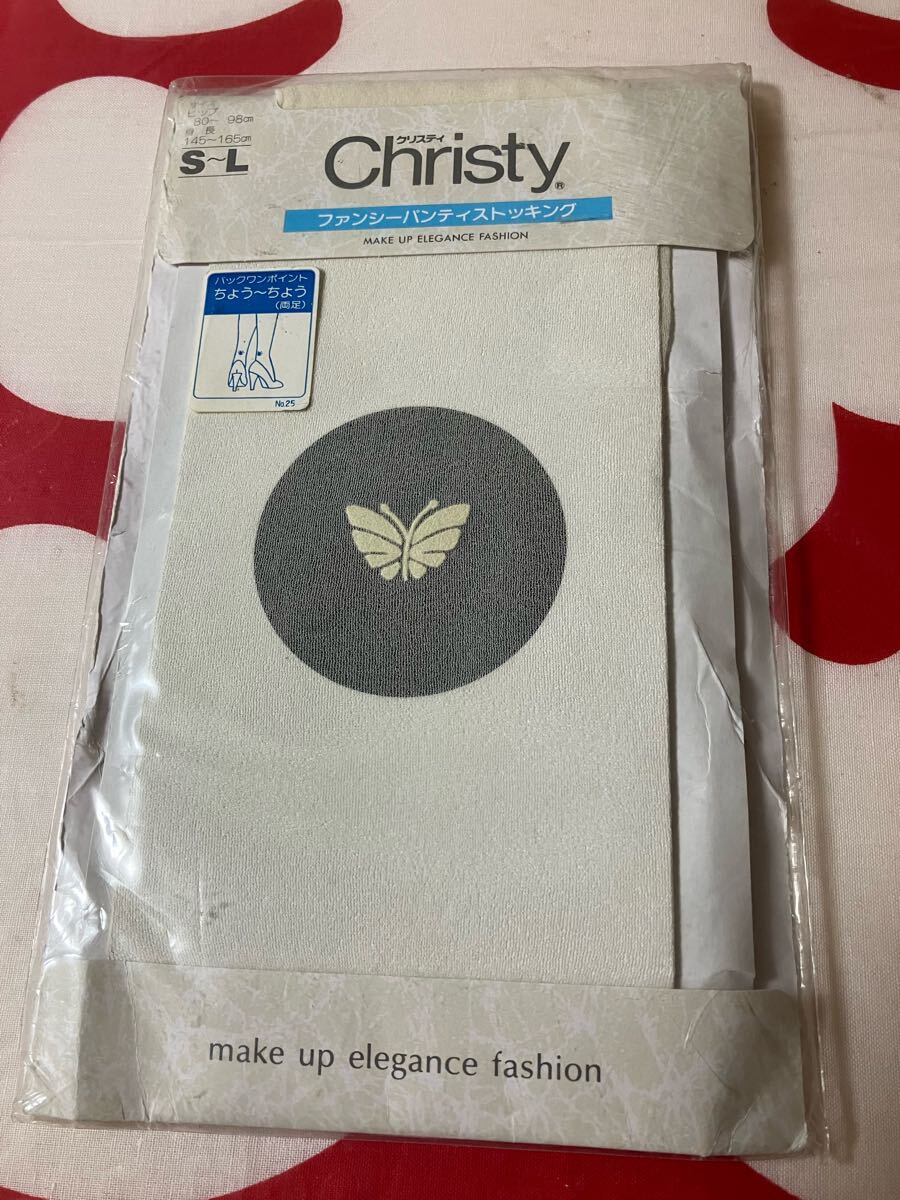 サイズ
ヒップ
80〜98cm
身長
145〜165cm
S〜L
クリスティ
Christy®
ファンシーパンティストッキング
MAKE UP ELEGANCE FASHION
バックワンポイント
ちょう〜ちょう
(両足)
No.25
make up elegance fashion